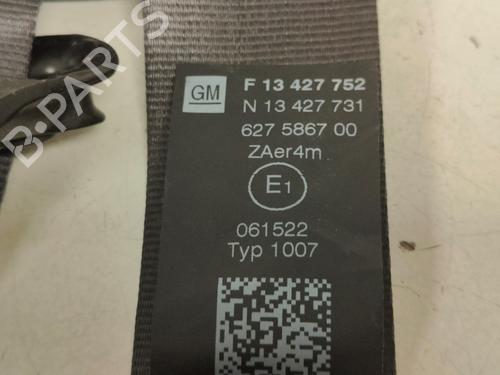 GM
F 13 427 752
N 13 427 731
627 5867 00
ZAer4m
E1
061522
Typ 1007
B-PARTS